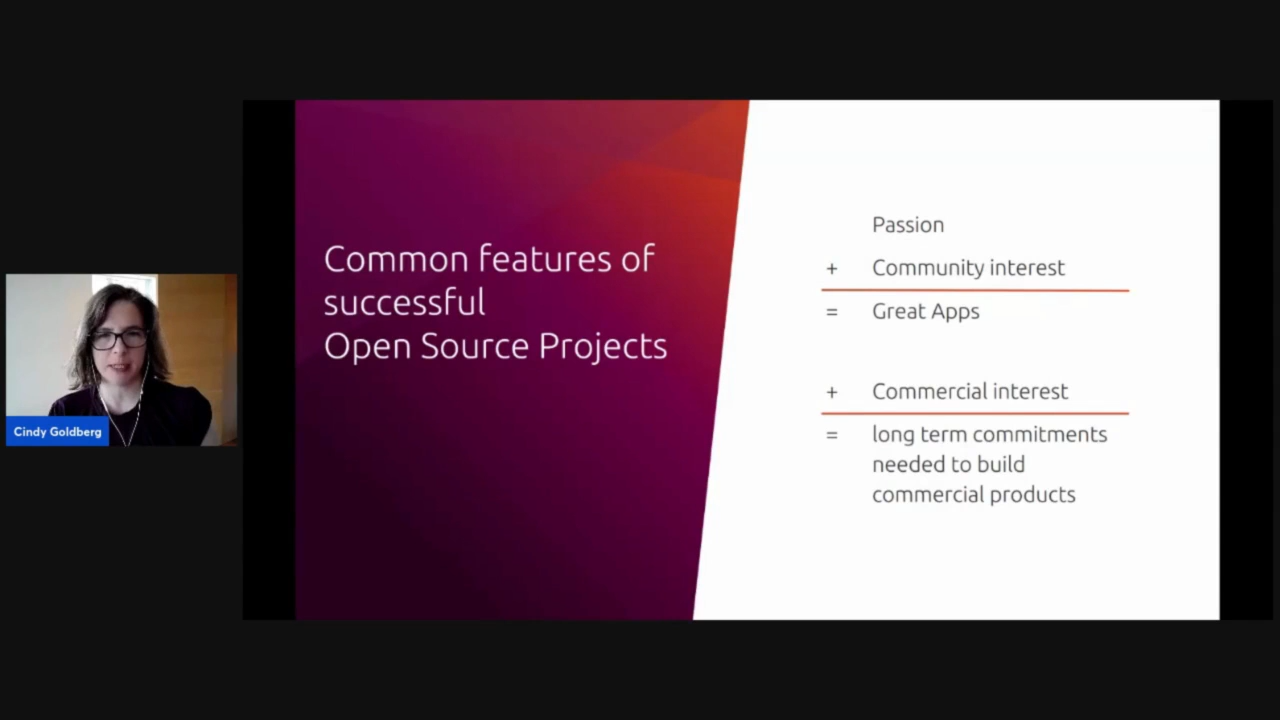 Common features of
successful
Open Source Projects
Passion
+ Community interest
= Great Apps
+ Commercial interest
= long term commitments
needed to build
commercial products
Cindy Goldberg